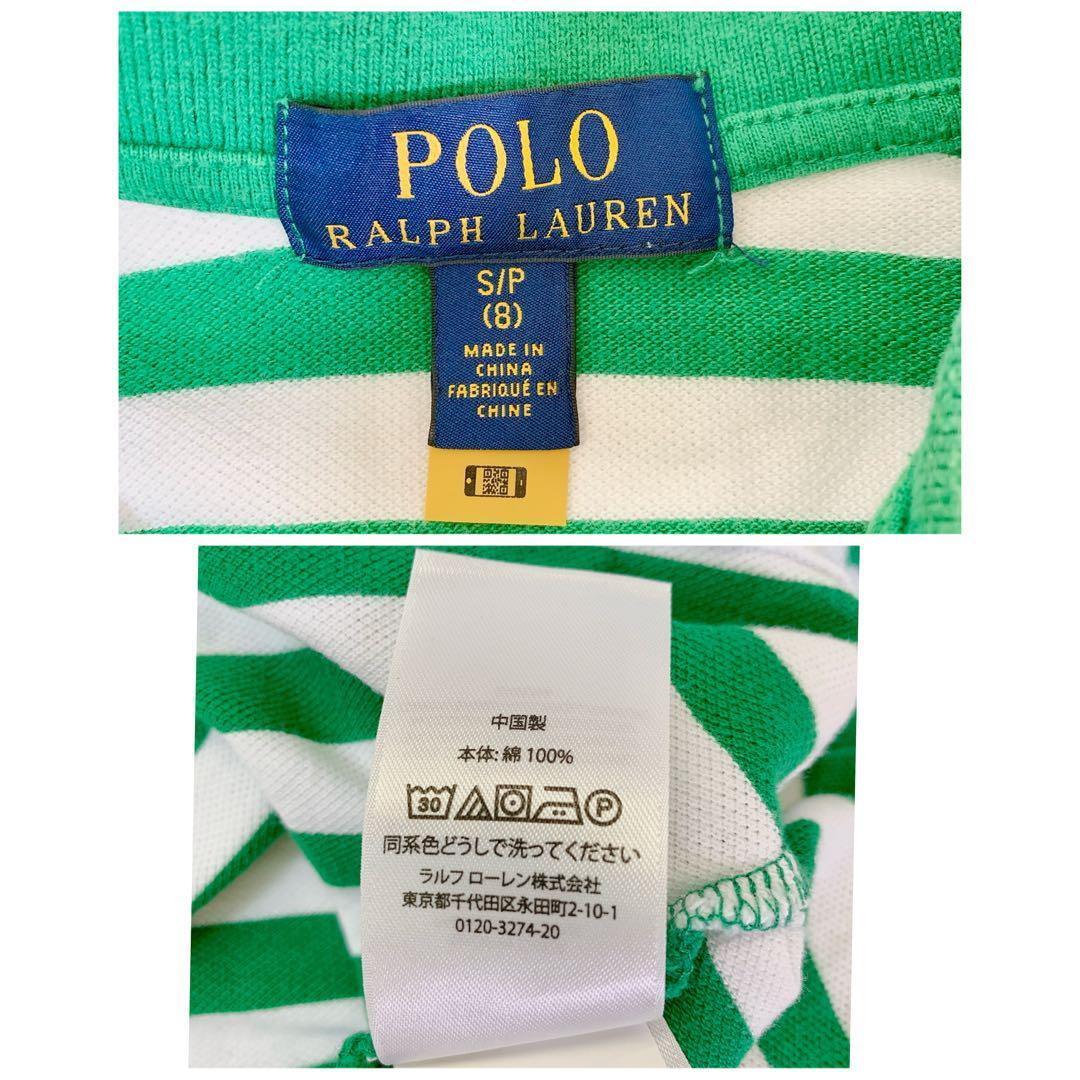 POLO
RALPH LAUREN
S/P
(8)
MADE IN
CHINA
FABRIQUÉ EN
CHINE
中国製
本体: 綿 100%
30 P
同系色どうしで洗ってください
ラルフ ローレン株式会社
東京都千代田区永田町2-10-1
0120-3274-20